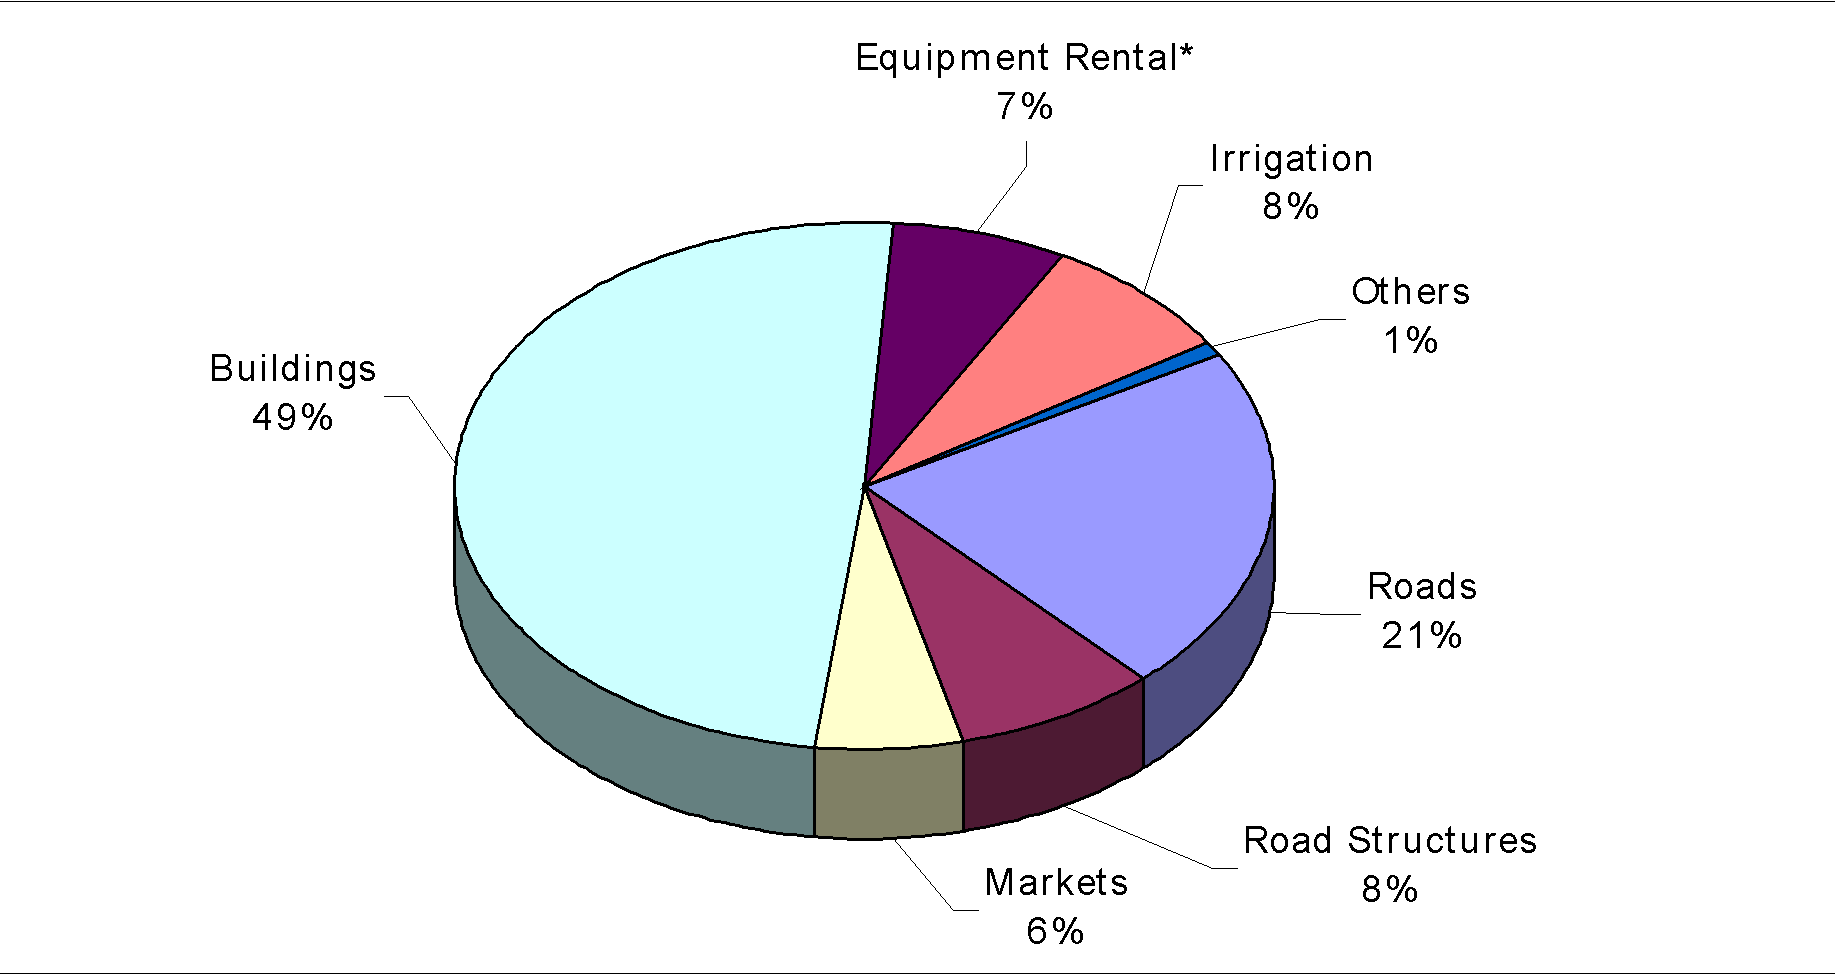 Equipment Rental*
7%
Irrigation
8%
Others
1%
Buildings
49%
Roads
21%
Road Structures
8%
Markets
6%